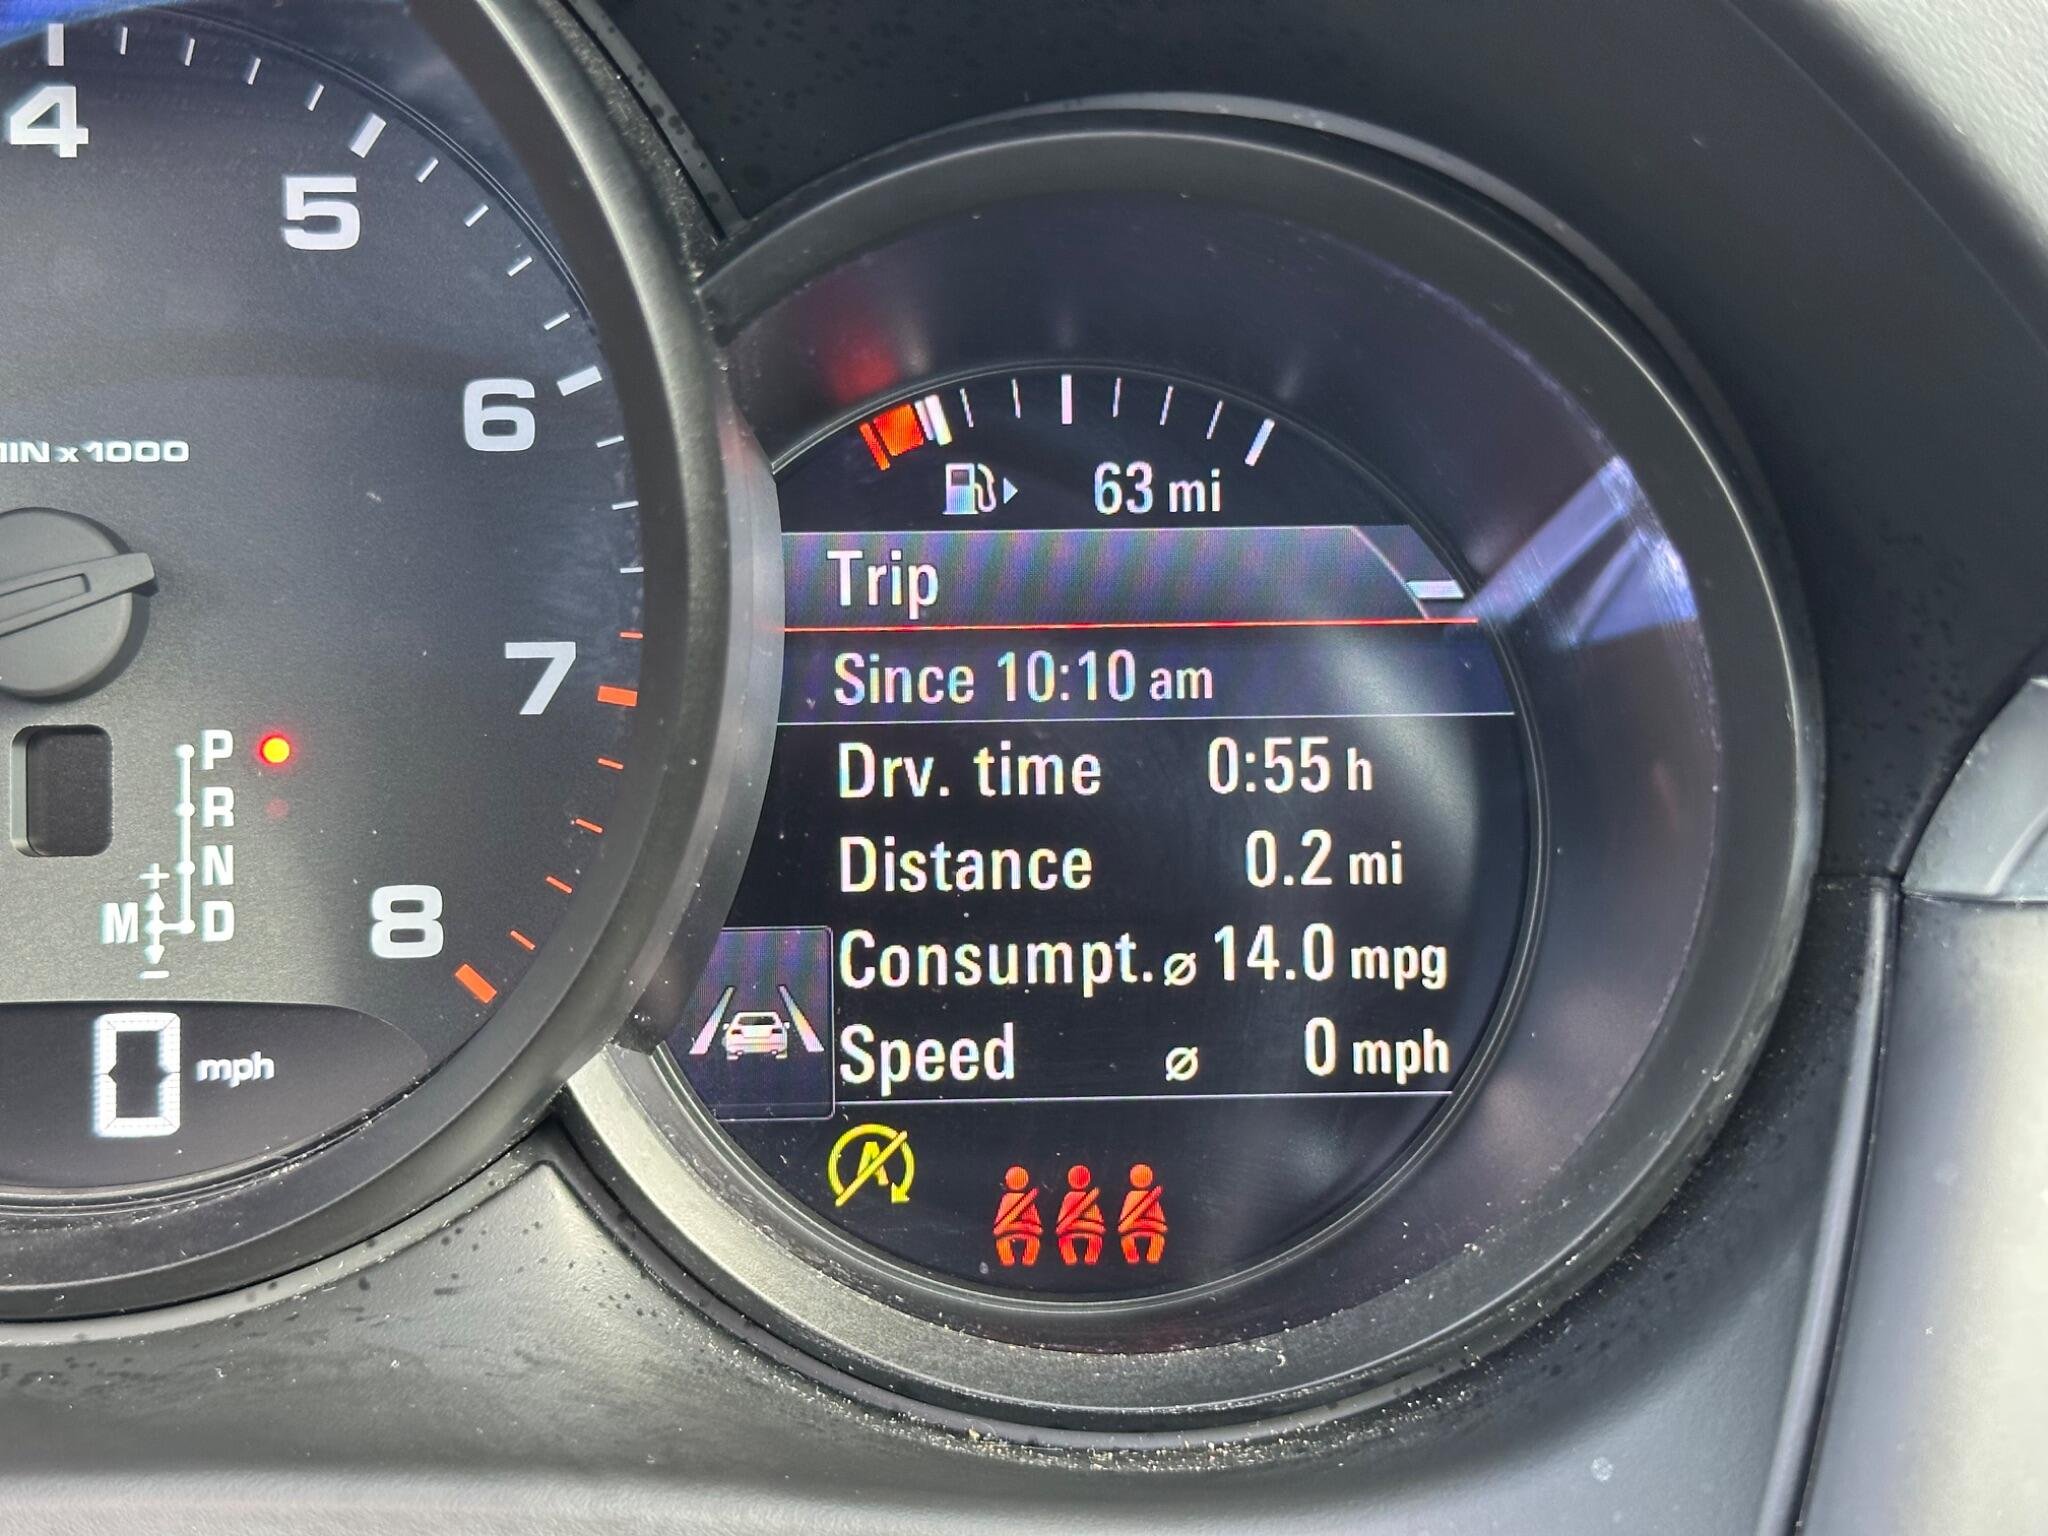 4
5
6
7
8
x 1000
P
R
N
M D
+
-
0 mph
63 mi
Trip
Since 10:10 am
Drv. time 0:55 h
Distance 0.2 mi
Consumpt. ⌀ 14.0 mpg
Speed ⌀ 0 mph
A